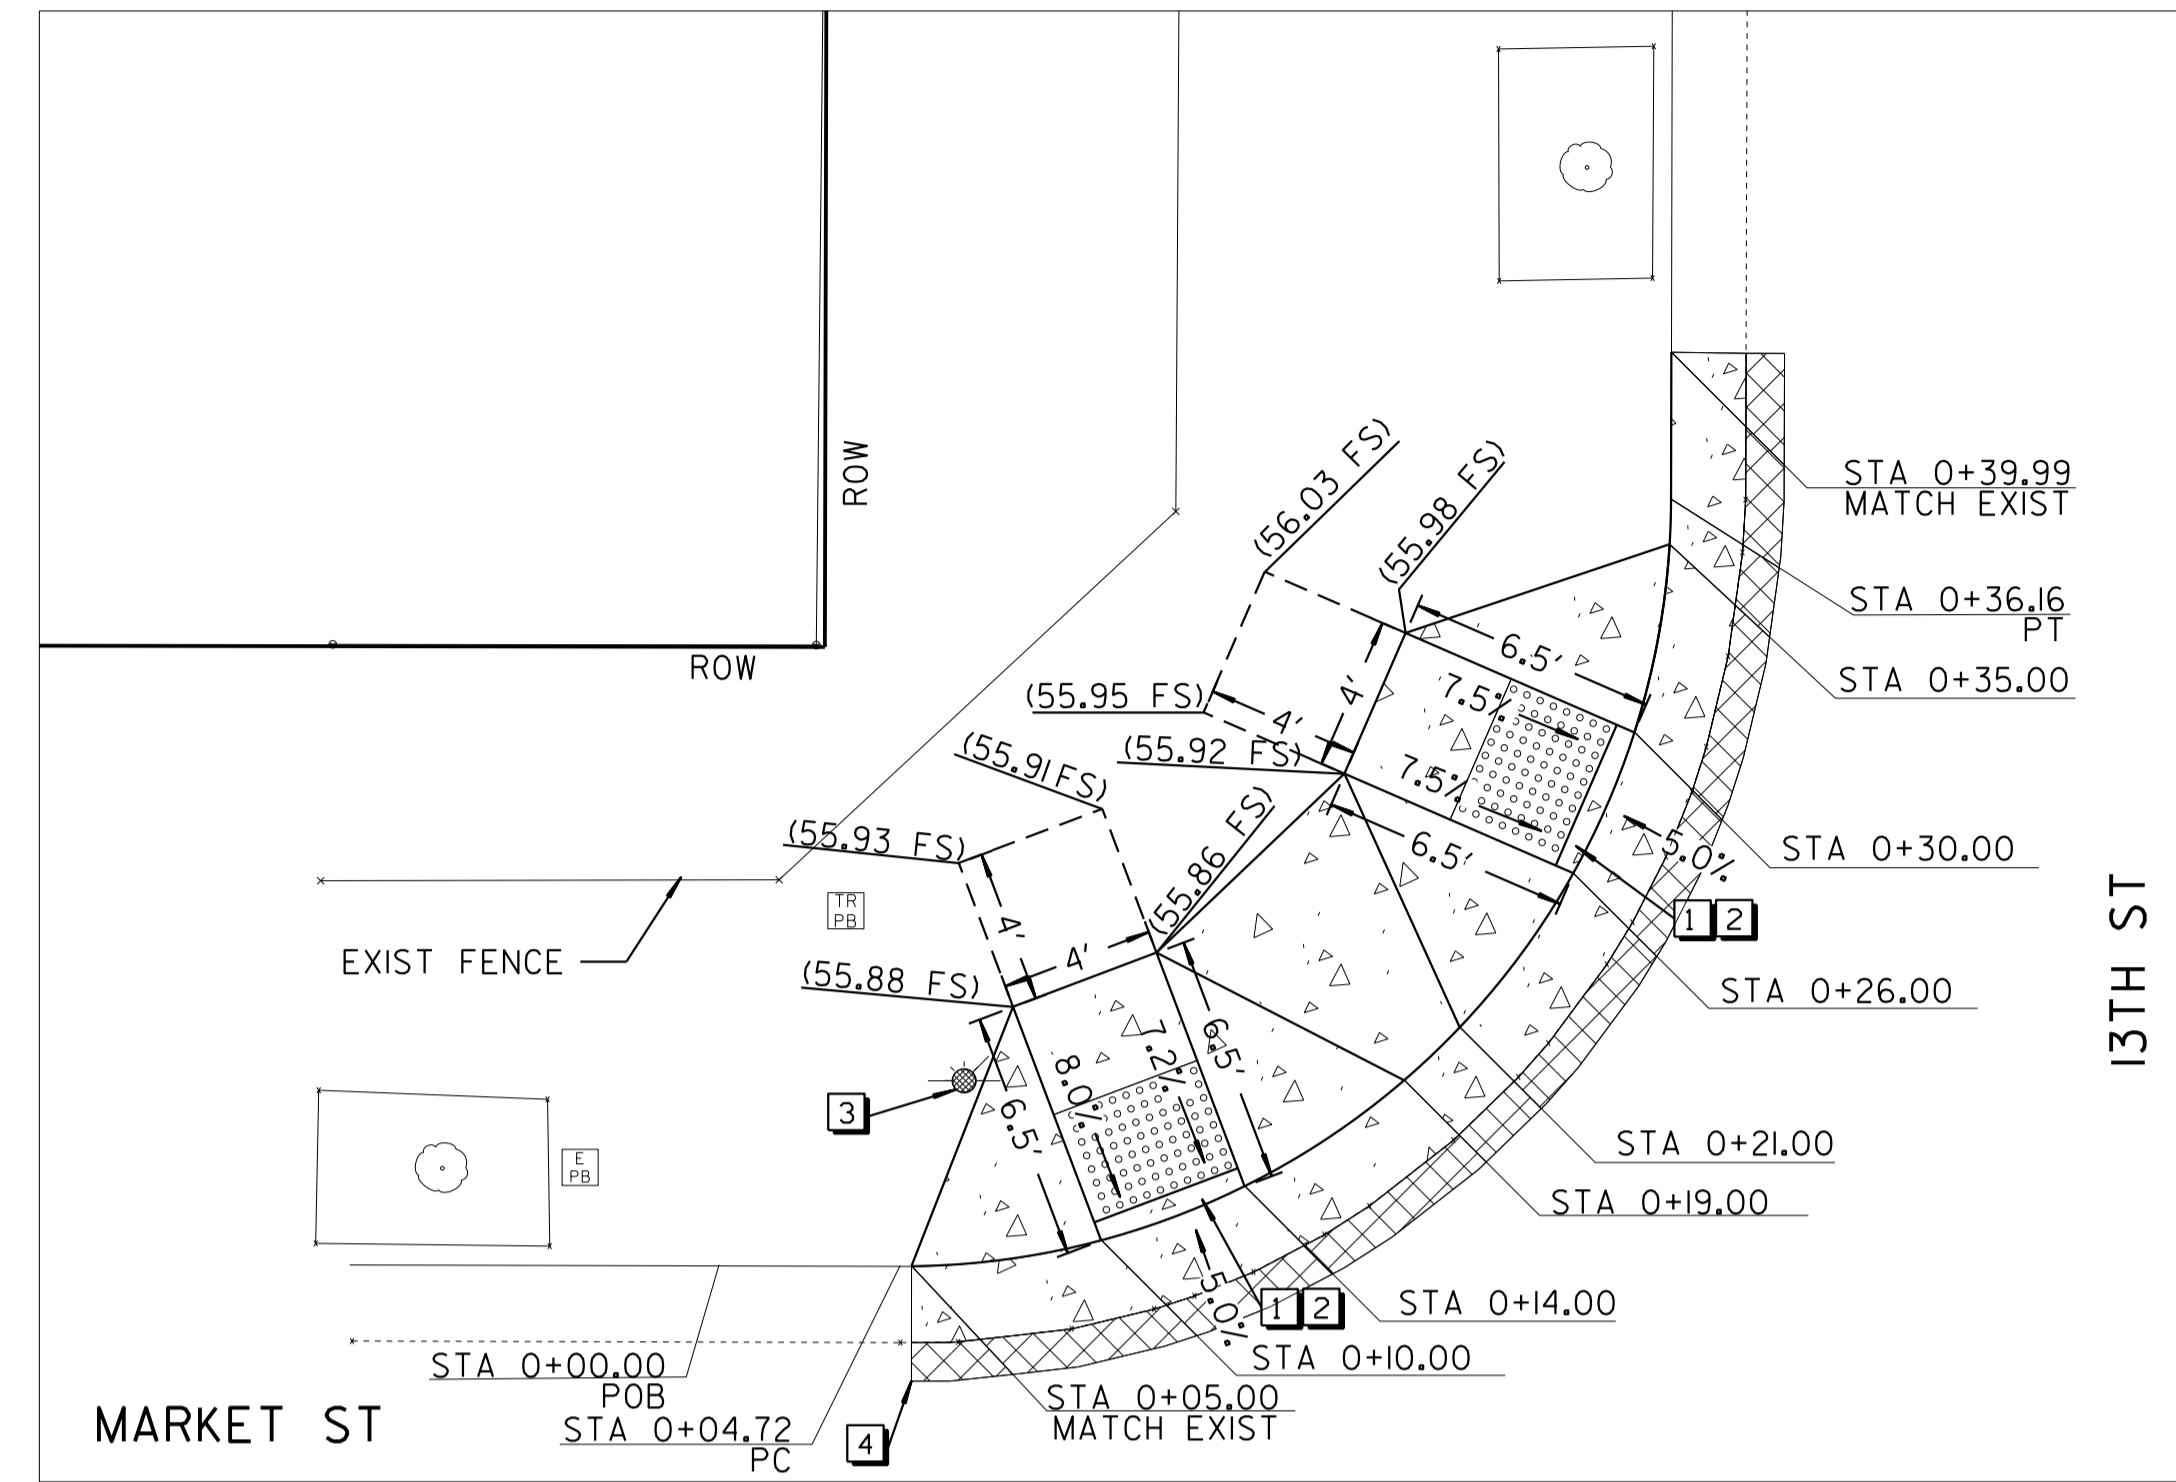 (56.03 FS)
(55.98 FS)
ROW
STA 0+39.99
MATCH EXIST
STA 0+36.16
PT
6.5'
ROW
STA 0+35.00
4'
7.5%
(55.95 FS)
4'
(55.91 FS)
(55.92 FS)
7.5%
(55.93 FS)
(55.86 FS)
6.5'
5.0%
STA 0+30.00
TR
PB
1 2
EXIST FENCE
4'
4'
(55.88 FS)
STA 0+26.00
13TH ST
6.5'
7.2%
8.0%
3
6.5'
STA 0+21.00
E
PB
STA 0+19.00
5.0%
1 2
STA 0+14.00
STA 0+10.00
STA 0+00.00
POB
STA 0+05.00
MATCH EXIST
MARKET ST
STA 0+04.72
PC
4